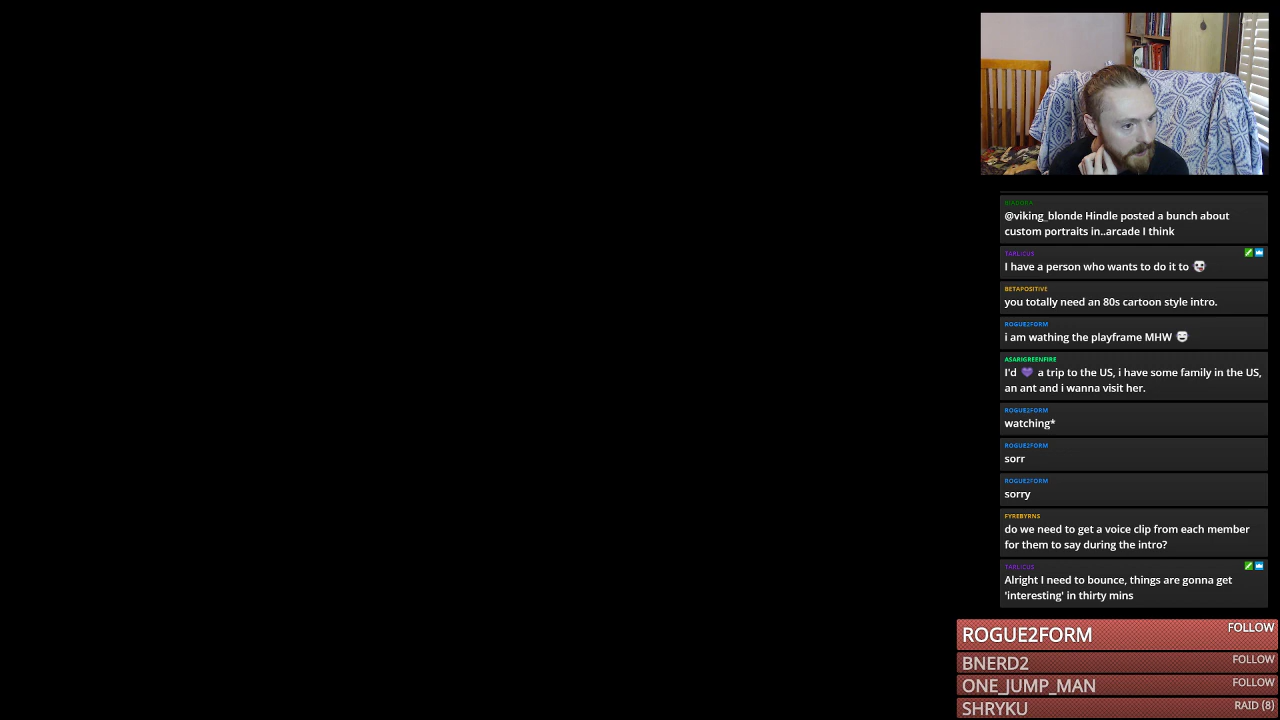 BIADORA
@viking_blonde Hindle posted a bunch about
custom portraits in..arcade I think
TARLICUS
I have a person who wants to do it to
BETAPOSITIVE
you totally need an 80s cartoon style intro.
ROGUE2FORM
i am wathing the playframe MHW
ASARIGREENFIRE
I'd a trip to the US, i have some family in the US,
an ant and i wanna visit her.
ROGUE2FORM
watching*
ROGUE2FORM
sorr
ROGUE2FORM
sorry
FYREBYRNS
do we need to get a voice clip from each member
for them to say during the intro?
TARLICUS
Alright I need to bounce, things are gonna get
'interesting' in thirty mins
ROGUE2FORM FOLLOW
BNERD2 FOLLOW
ONE_JUMP_MAN FOLLOW
SHRYKU RAID (8)